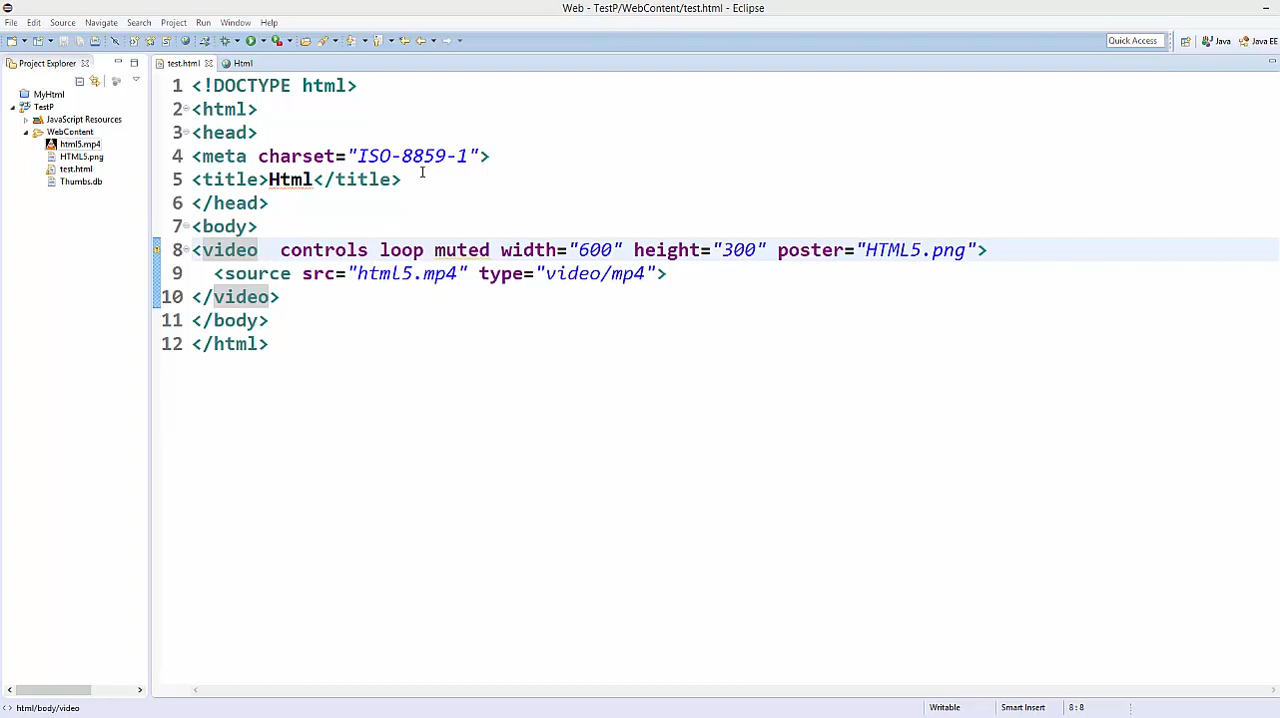 Web - TestP/WebContent/test.html - Eclipse
File Edit Source Navigate Search Project Run Window Help
Quick Access Java Java EE
Project Explorer
test.html Html
MyHtml
TestP
JavaScript Resources
WebContent
html5.mp4
HTML5.png
test.html
Thumbs.db
1 <!DOCTYPE html>
2 <html>
3 <head>
4 <meta charset="ISO-8859-1">
5 <title>Html</title>
6 </head>
7 <body>
8 <video  controls loop muted width="600" height="300" poster="HTML5.png">
9   <source src="html5.mp4" type="video/mp4">
10 </video>
11 </body>
12 </html>
html/body/video Writable Smart Insert 8:8